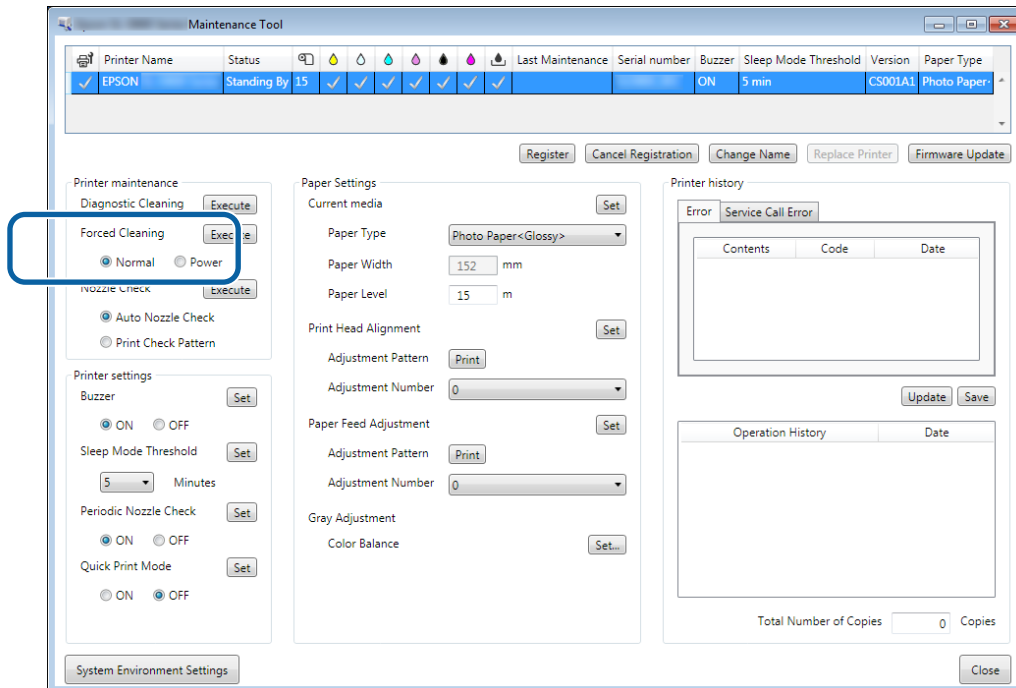 Maintenance Tool
Printer Name Status Last Maintenance Serial number Buzzer Sleep Mode Threshold Version Paper Type
EPSON Standing By 15 ON 5 min CS001A1 Photo Paper
Register Cancel Registration Change Name Replace Printer Firmware Update
Printer maintenance
Diagnostic Cleaning Execute
Forced Cleaning Execute
Normal Power
Nozzle Check Execute
Auto Nozzle Check
Print Check Pattern
Printer settings
Buzzer Set
ON OFF
Sleep Mode Threshold Set
5 Minutes
Periodic Nozzle Check Set
ON OFF
Quick Print Mode Set
ON OFF
Paper Settings
Current media Set
Paper Type Photo Paper<Glossy>
Paper Width 152 mm
Paper Level 15 m
Print Head Alignment Set
Adjustment Pattern Print
Adjustment Number 0
Paper Feed Adjustment Set
Adjustment Pattern Print
Adjustment Number 0
Gray Adjustment
Color Balance Set...
Printer history
Error Service Call Error
Contents Code Date
Update Save
Operation History Date
Total Number of Copies 0 Copies
System Environment Settings Close